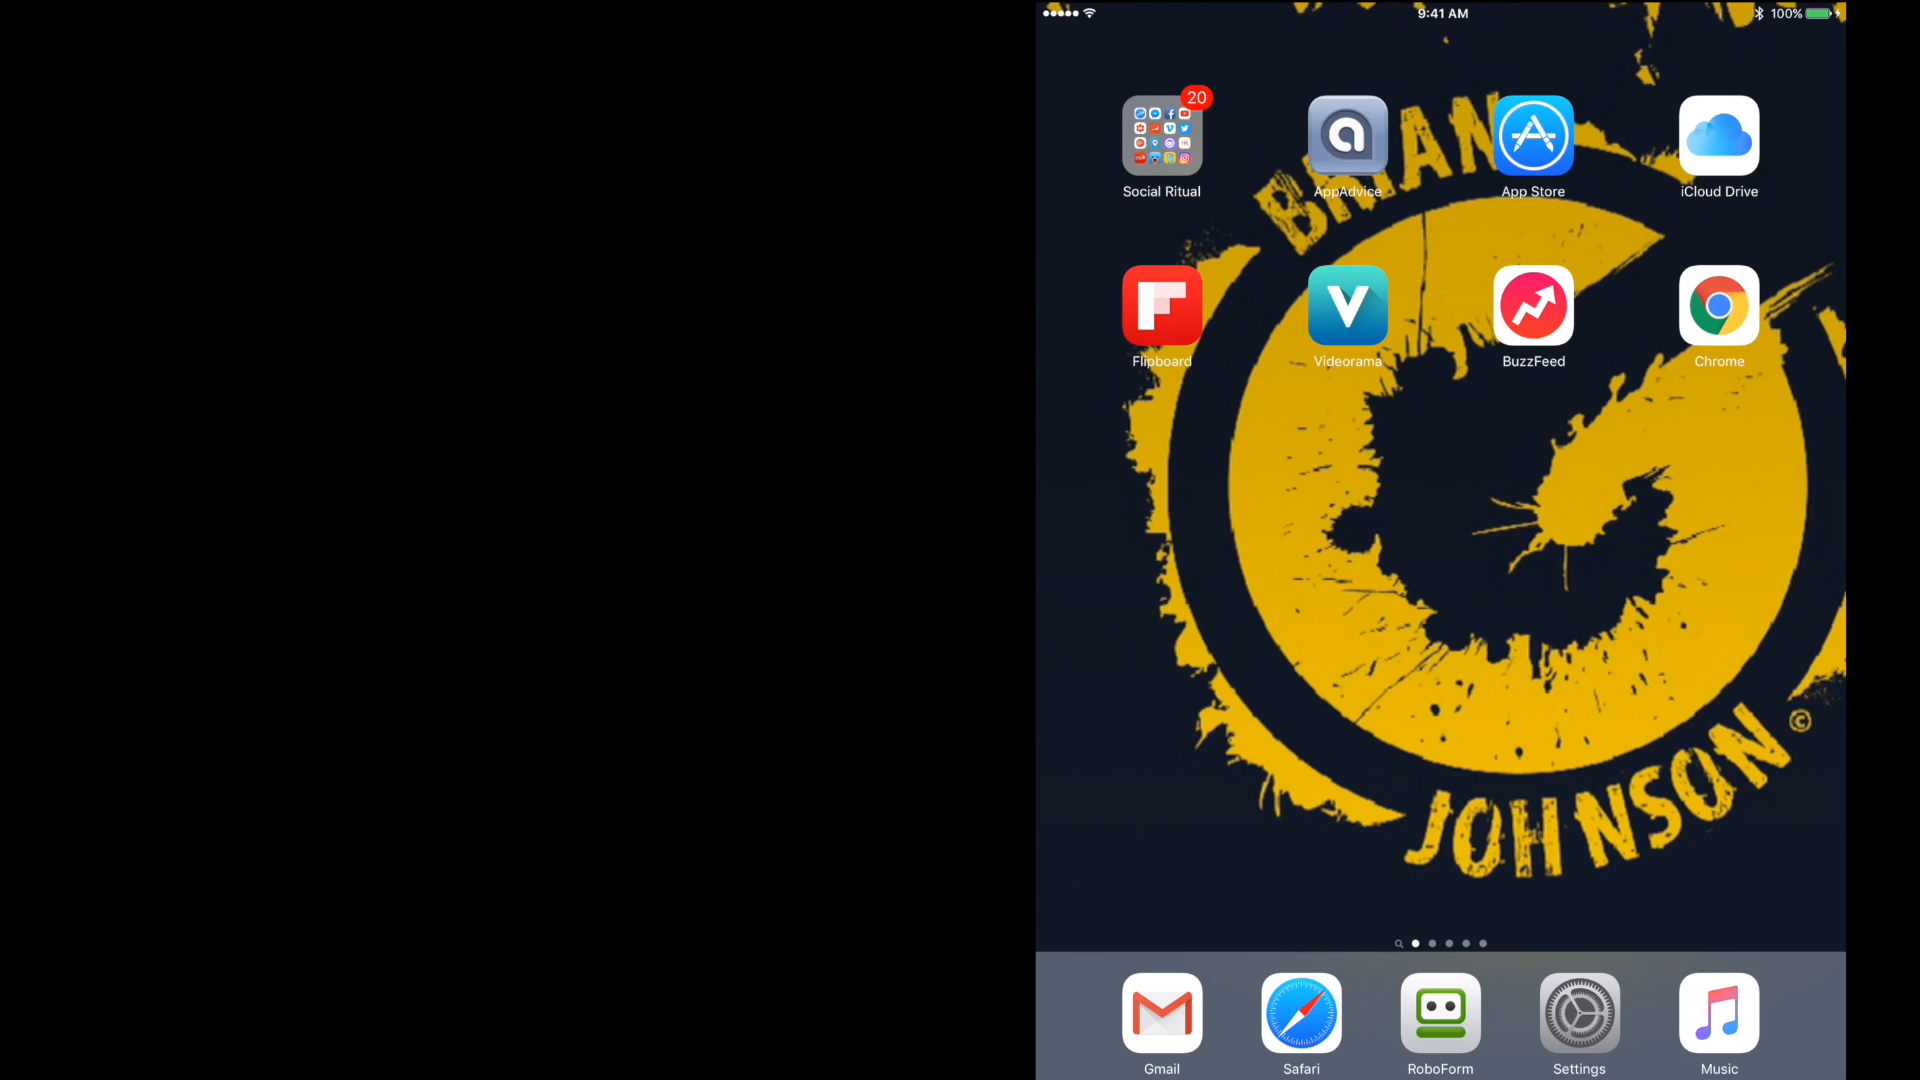 9:41 AM
100%
20
Social Ritual
AppAdvice
App Store
iCloud Drive
BRIAN
Flipboard
Videorama
BuzzFeed
Chrome
JOHNSON ©
Gmail
Safari
RoboForm
Settings
Music